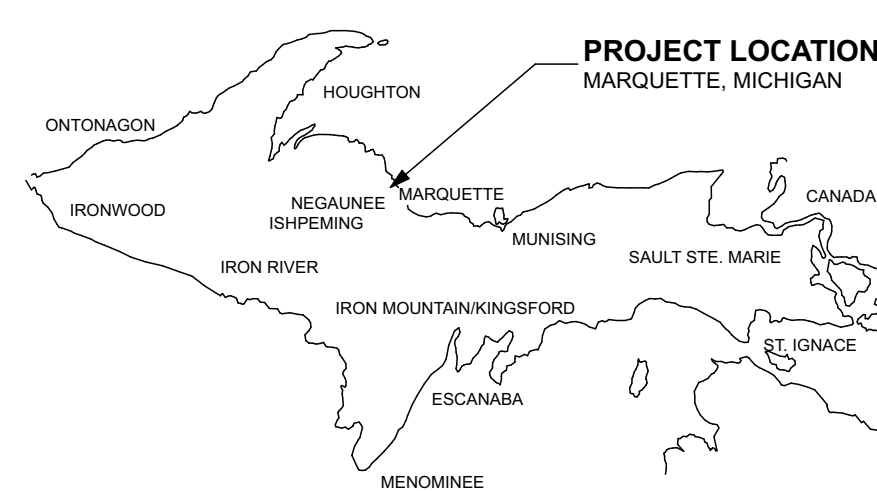 PROJECT LOCATION
MARQUETTE, MICHIGAN
HOUGHTON
ONTONAGON
MARQUETTE
CANADA
NEGAUNEE
ISHPEMING
IRONWOOD
MUNISING
SAULT STE. MARIE
IRON RIVER
IRON MOUNTAIN/KINGSFORD
ST. IGNACE
ESCANABA
MENOMINEE